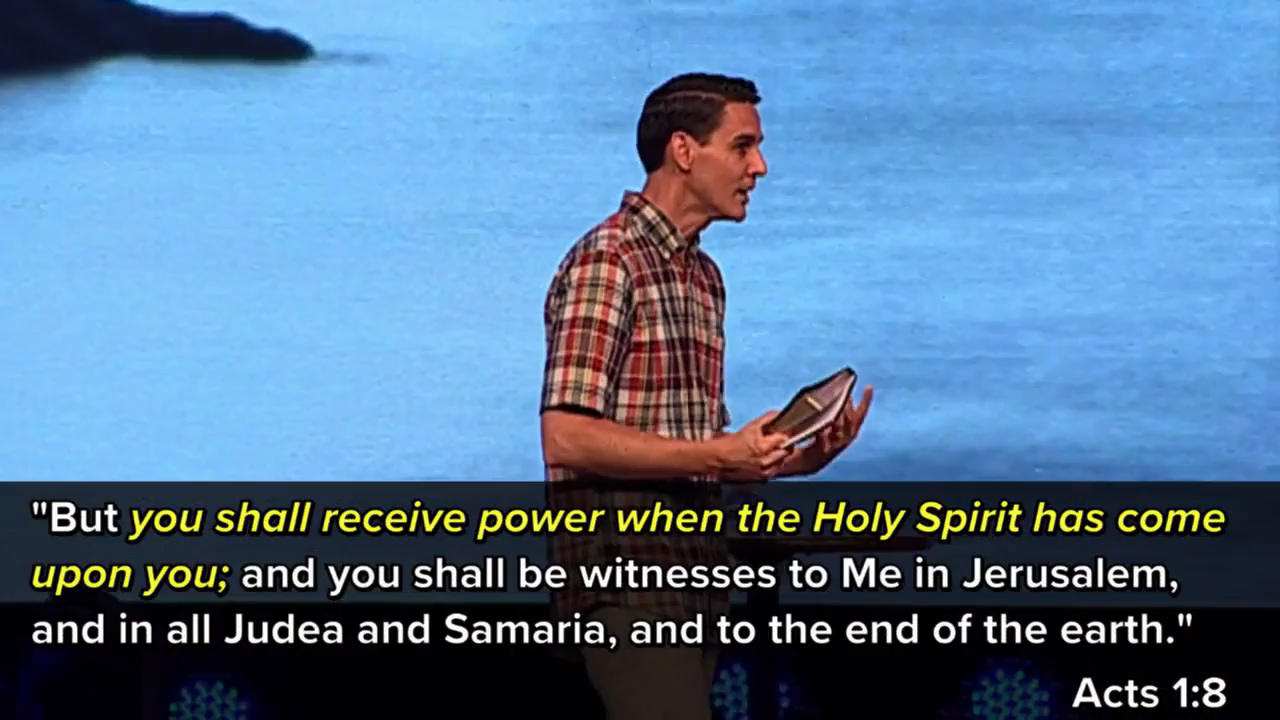 "But you shall receive power when the Holy Spirit has come
upon you; and you shall be witnesses to Me in Jerusalem,
and in all Judea and Samaria, and to the end of the earth."
Acts 1:8